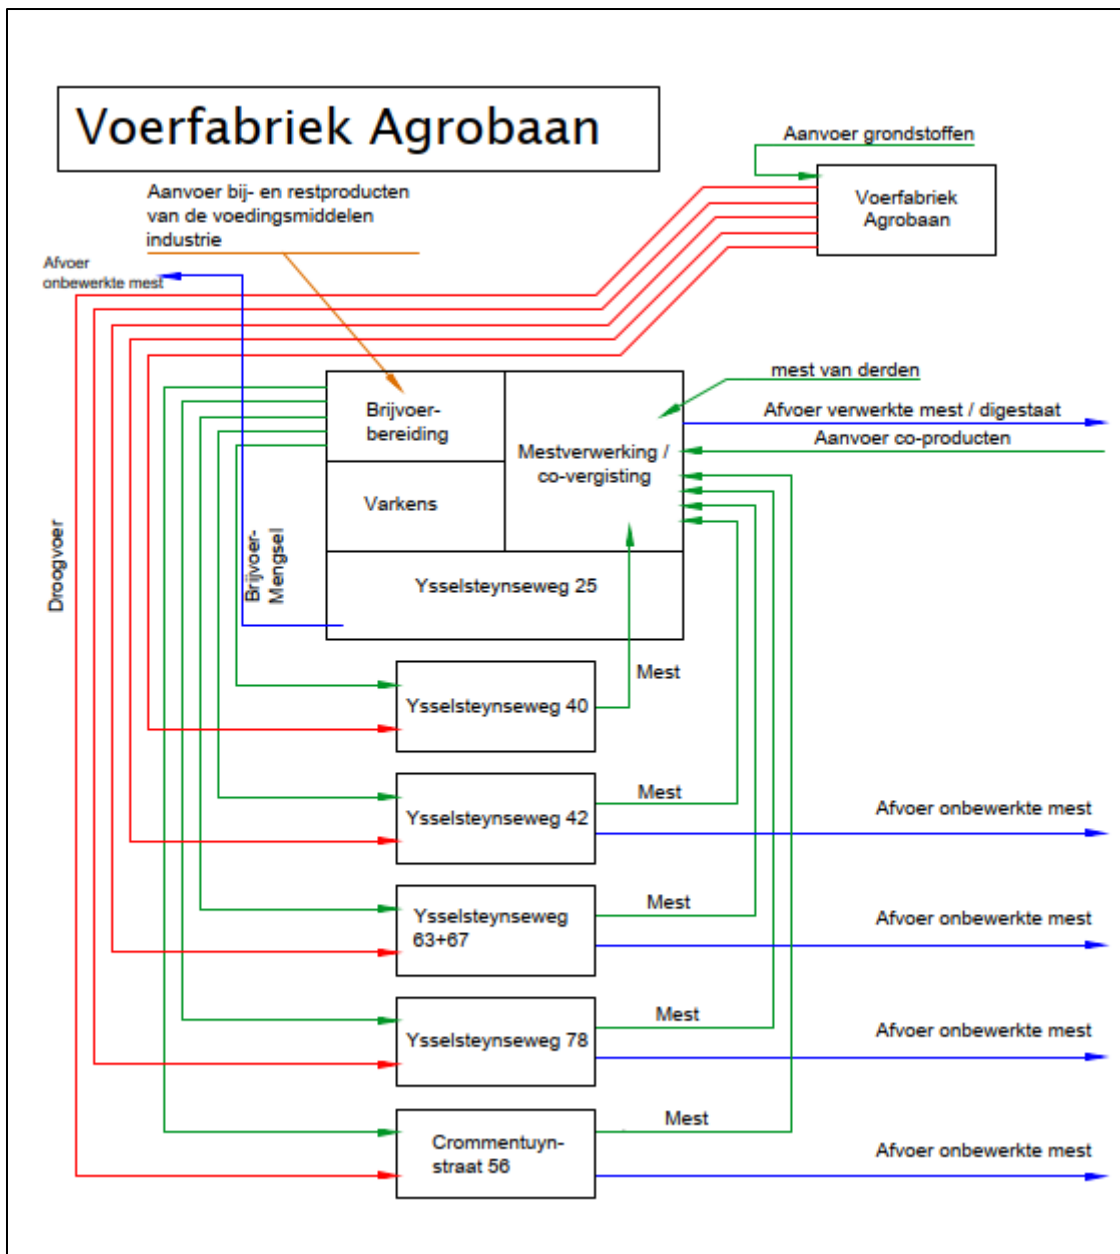 Voerfabriek Agrobaan
Aanvoer grondstoffen
Voerfabriek
Agrobaan
Aanvoer bij- en restproducten
van de voedingsmiddelen
industrie
Afvoer
onbewerkte mest
mest van derden
Afvoer verwerkte mest / digestaat
Aanvoer co-producten
Brijvoer-
bereiding
Mestverwerking /
co-vergisting
Varkens
Ysselsteynseweg 25
Droogvoer
Brijvoer-
Mengsel
Mest
Ysselsteynseweg 40
Mest
Ysselsteynseweg 42
Afvoer onbewerkte mest
Mest
Ysselsteynseweg
63+67
Afvoer onbewerkte mest
Mest
Ysselsteynseweg 78
Afvoer onbewerkte mest
Mest
Crommentuyn-
straat 56
Afvoer onbewerkte mest